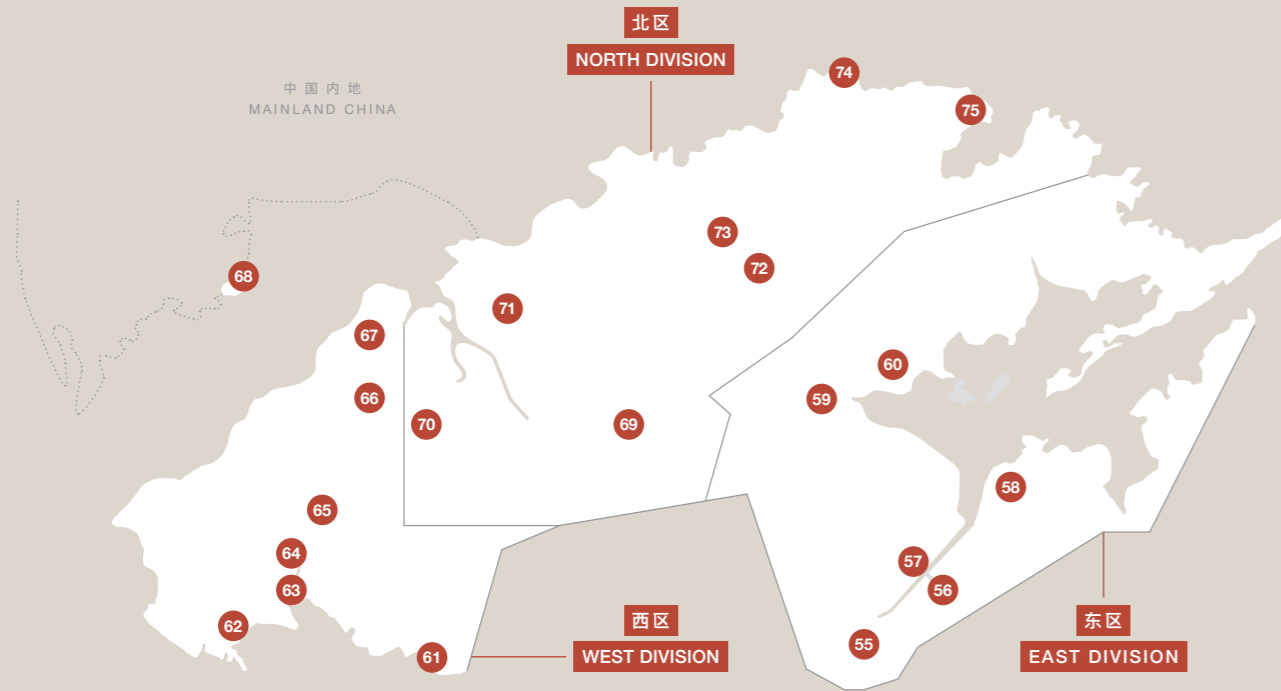 北区
NORTH DIVISION
中国内地
MAINLAND CHINA
74
75
73
72
68
71
67
60
66
59
70
69
58
65
64
57
63
56
62
西区
WEST DIVISION
61
55
东区
EAST DIVISION